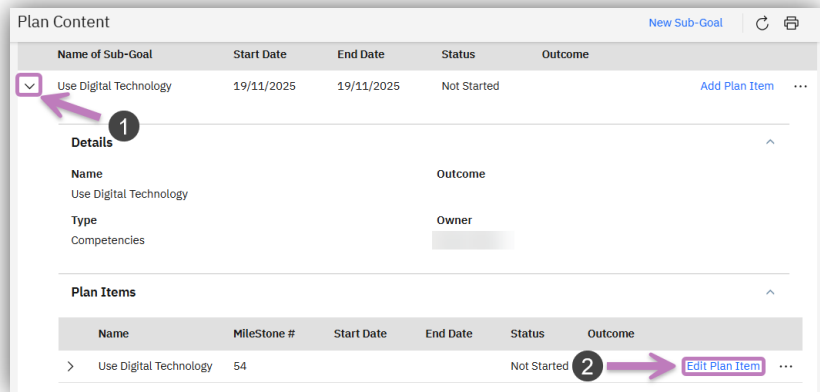 Plan Content New Sub-Goal
Name of Sub-Goal Start Date End Date Status Outcome
Use Digital Technology 19/11/2025 19/11/2025 Not Started Add Plan Item ...
1
Details
Name Outcome
Use Digital Technology
Type Owner
Competencies
Plan Items
Name MileStone # Start Date End Date Status Outcome
Use Digital Technology 54 Not Started 2 Edit Plan Item ...